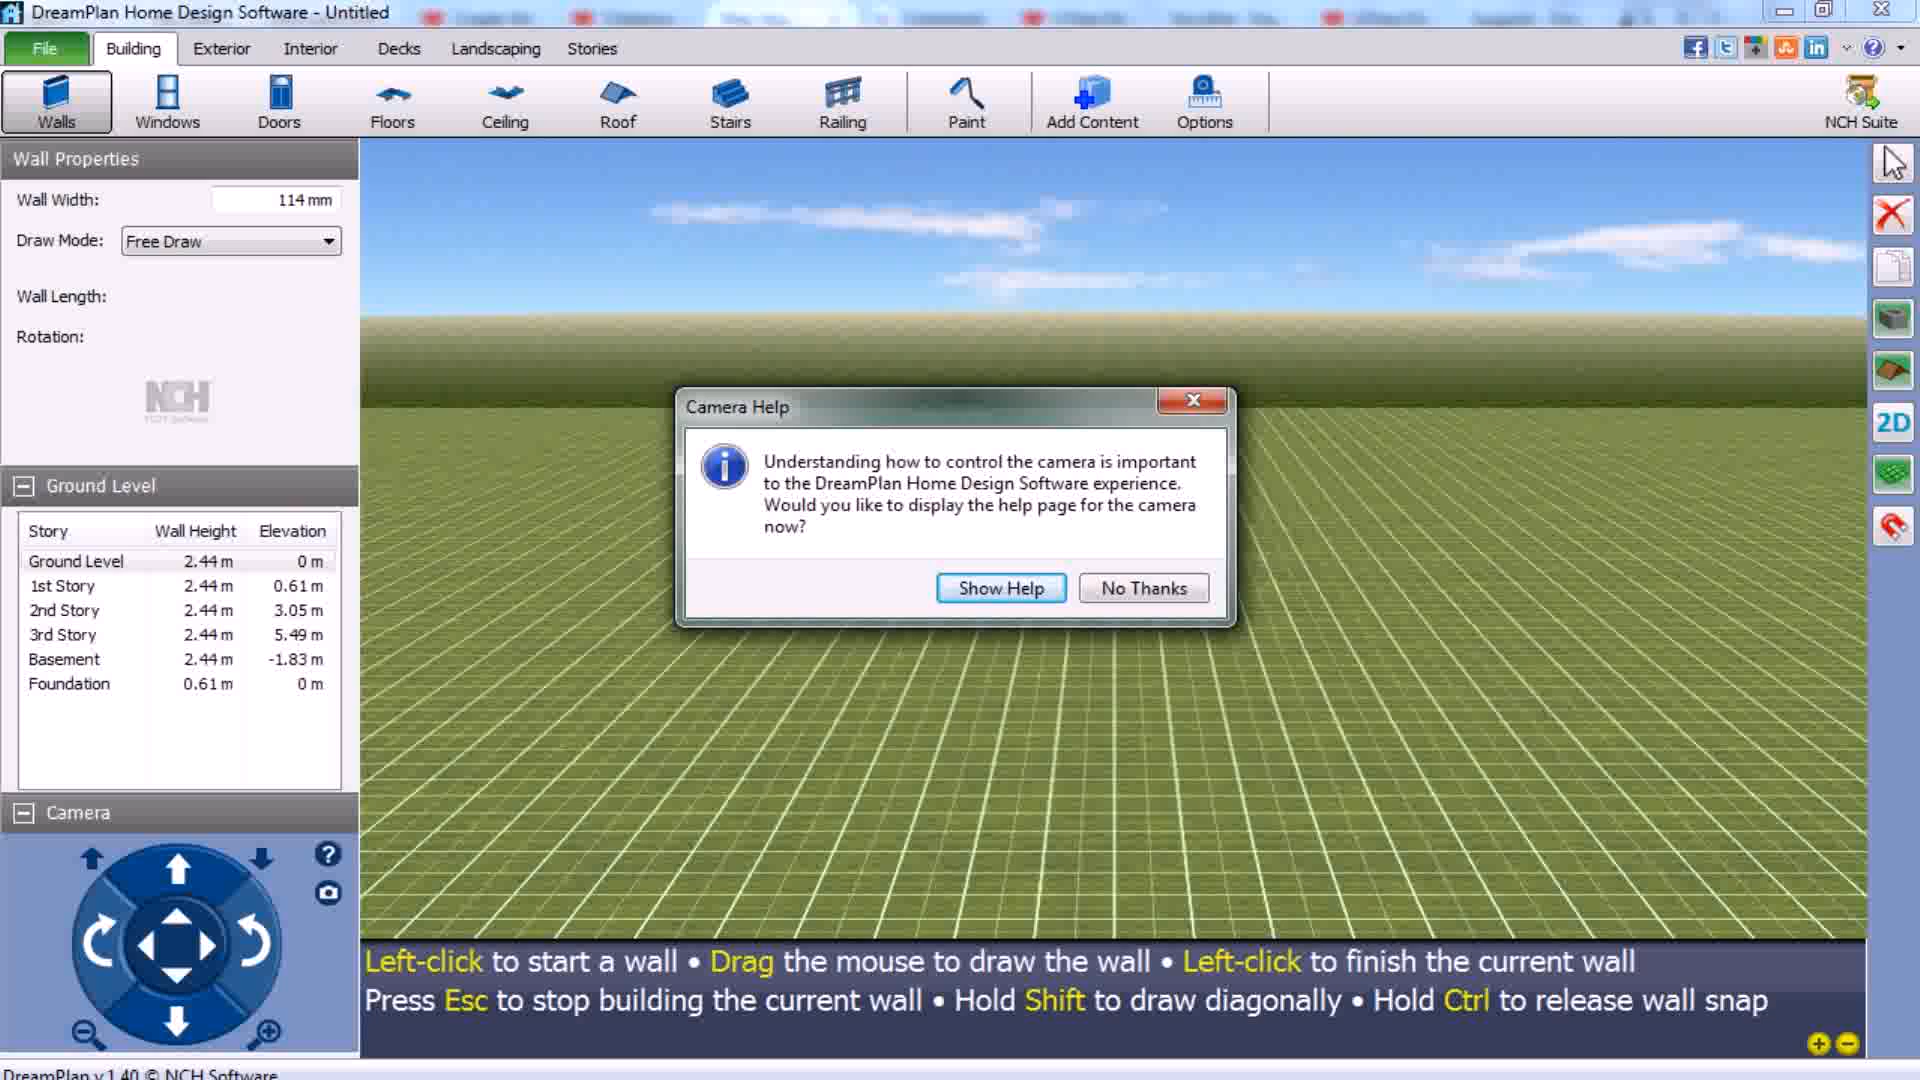 DreamPlan Home Design Software - Untitled
File Building Exterior Interior Decks Landscaping Stories
Walls Windows Doors Floors Ceiling Roof Stairs Railing Paint Add Content Options NCH Suite
Wall Properties
Wall Width: 114 mm
Draw Mode: Free Draw
Wall Length:
Rotation:
NCH
Ground Level
Story Wall Height Elevation
Ground Level 2.44 m 0 m
1st Story 2.44 m 0.61 m
2nd Story 2.44 m 3.05 m
3rd Story 2.44 m 5.49 m
Basement 2.44 m -1.83 m
Foundation 0.61 m 0 m
Camera
Camera Help
Understanding how to control the camera is important
to the DreamPlan Home Design Software experience.
Would you like to display the help page for the camera
now?
Show Help No Thanks
2D
Left-click to start a wall • Drag the mouse to draw the wall • Left-click to finish the current wall
Press Esc to stop building the current wall • Hold Shift to draw diagonally • Hold Ctrl to release wall snap
DreamPlan v 1.40 © NCH Software